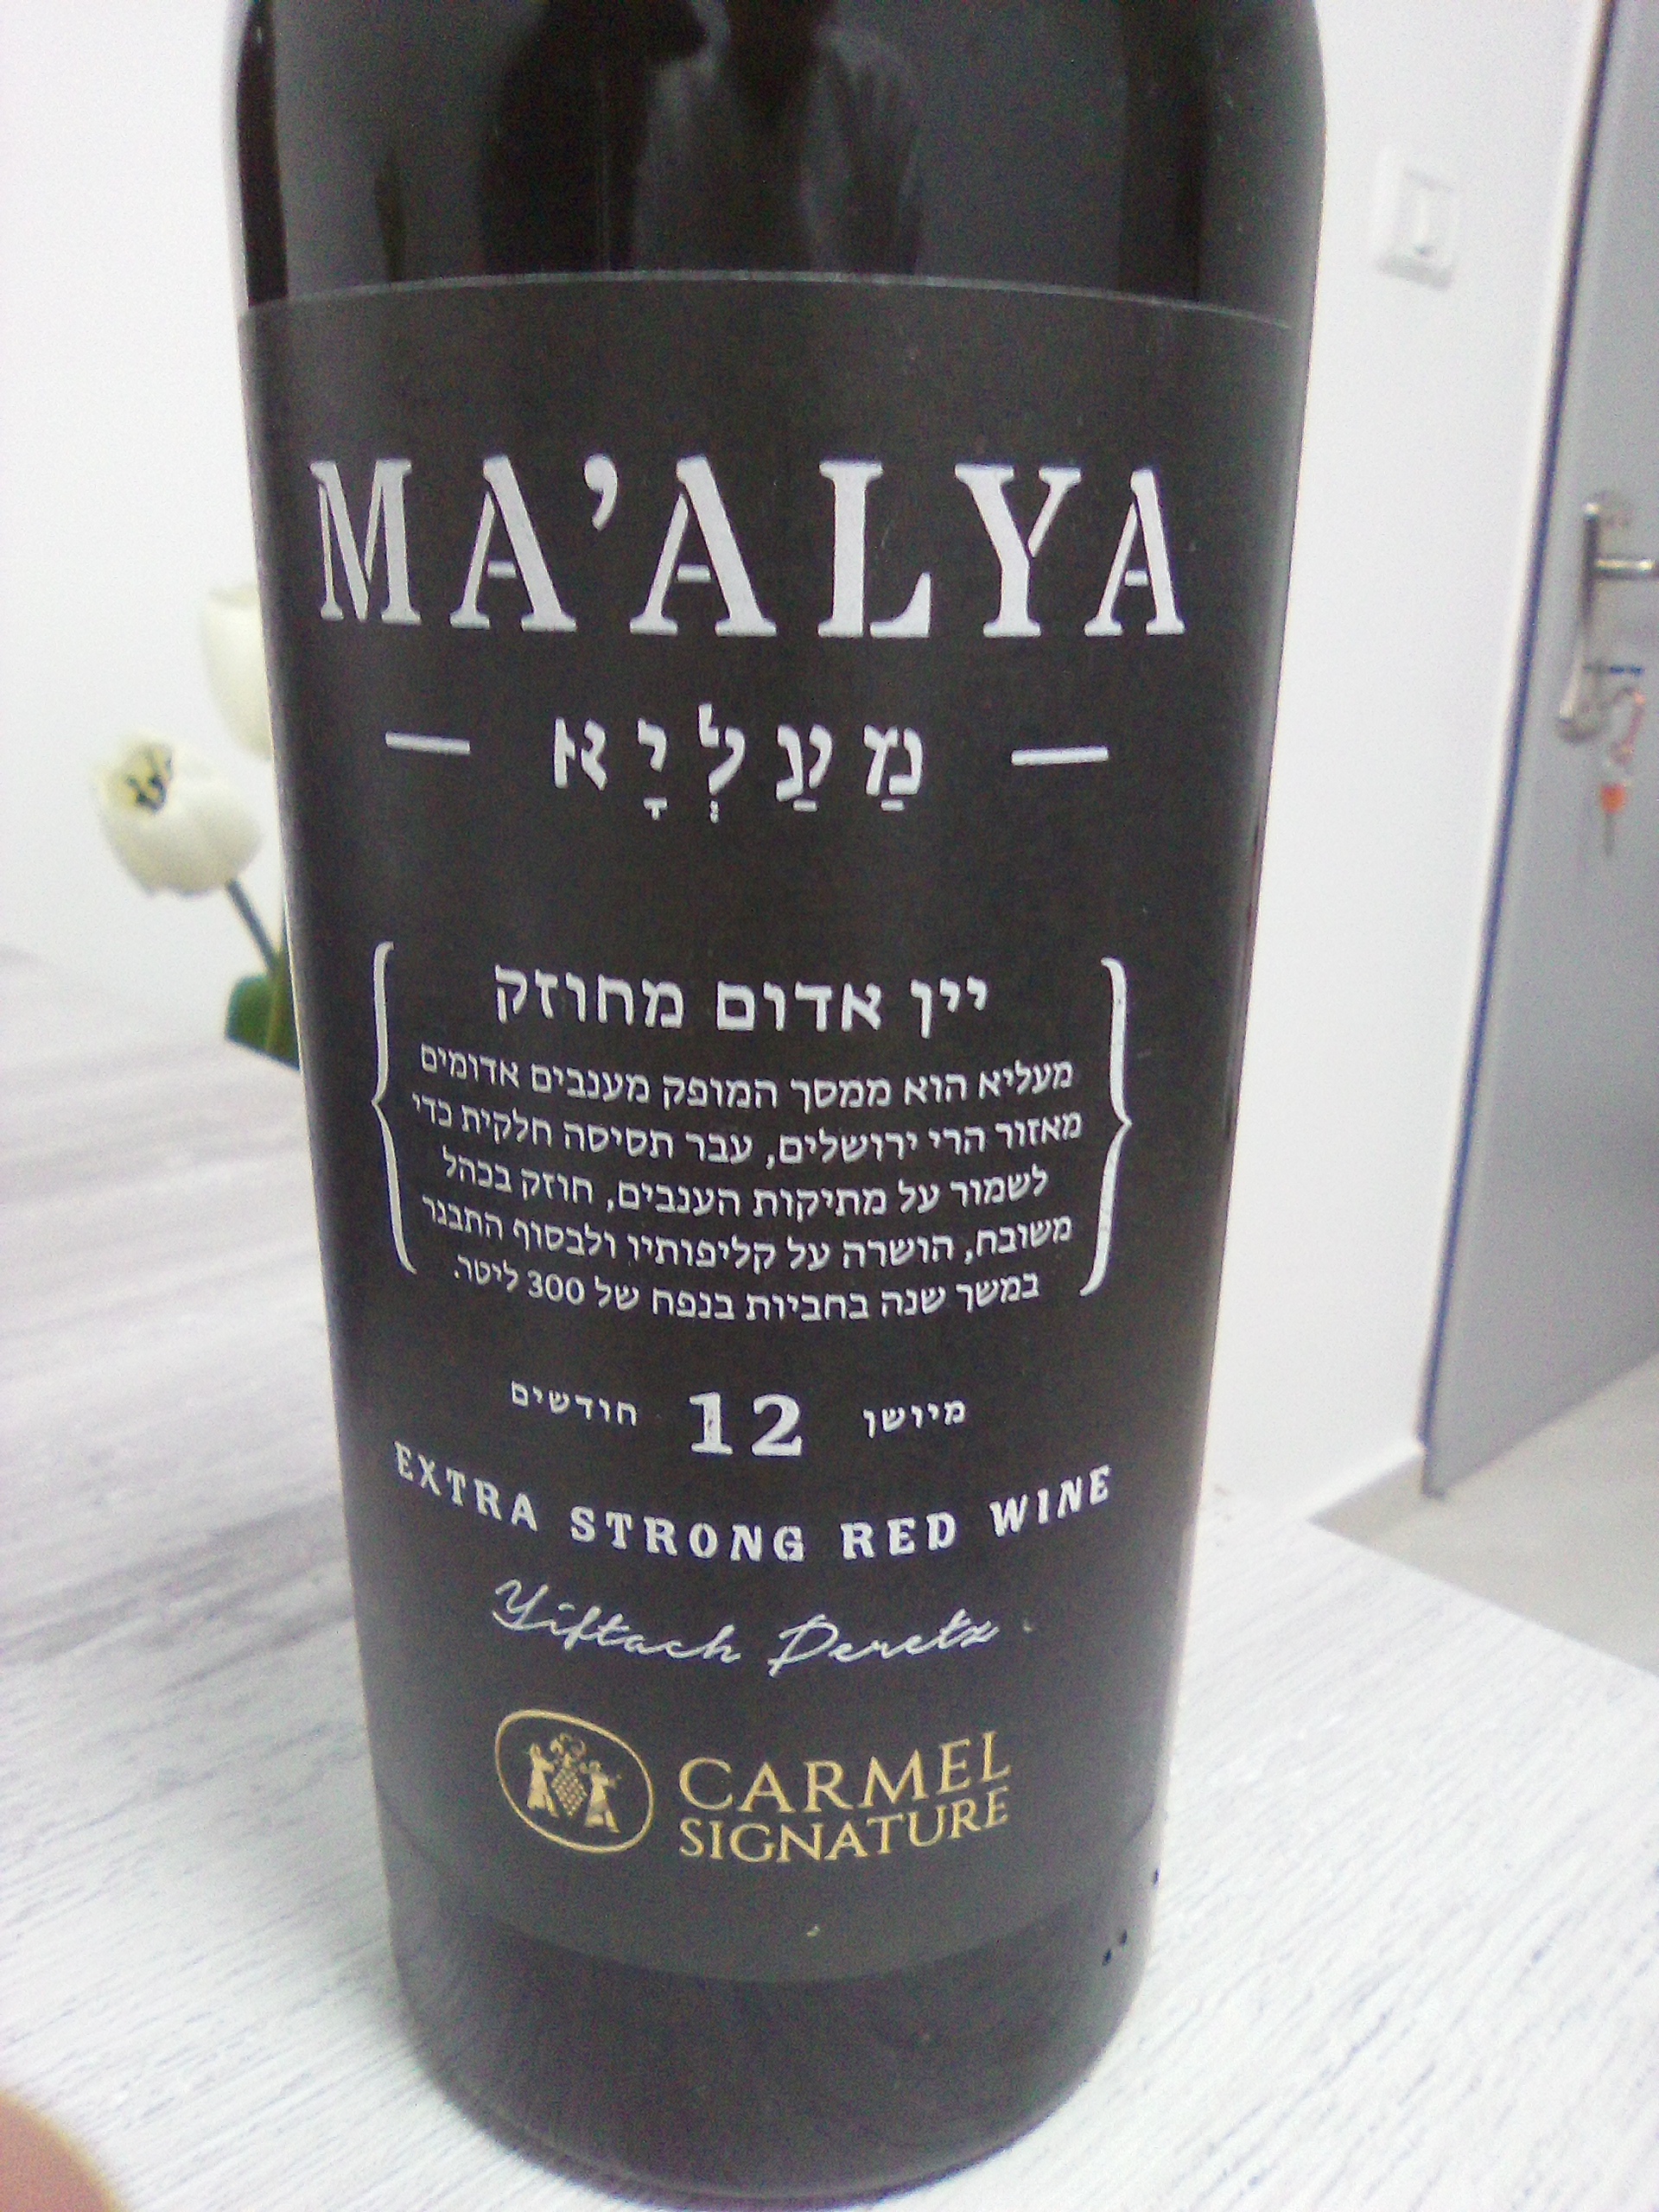 MA'ALYA
— מַעַלְיָא —
יין אדום מחוזק
מעליא הוא ממסך המופק מענבים אדומים
מאזור הרי ירושלים, עבר תסיסה חלקית כדי
לשמור על מתיקות הענבים, חוזק בכהל
משובח, הושרה על קליפותיו ולבסוף התבגר
במשך שנה בחביות בנפח של 300 ליטר.
מיושן 12 חודשים
EXTRA STRONG RED WINE
Yiftach Peretz
CARMEL
SIGNATURE